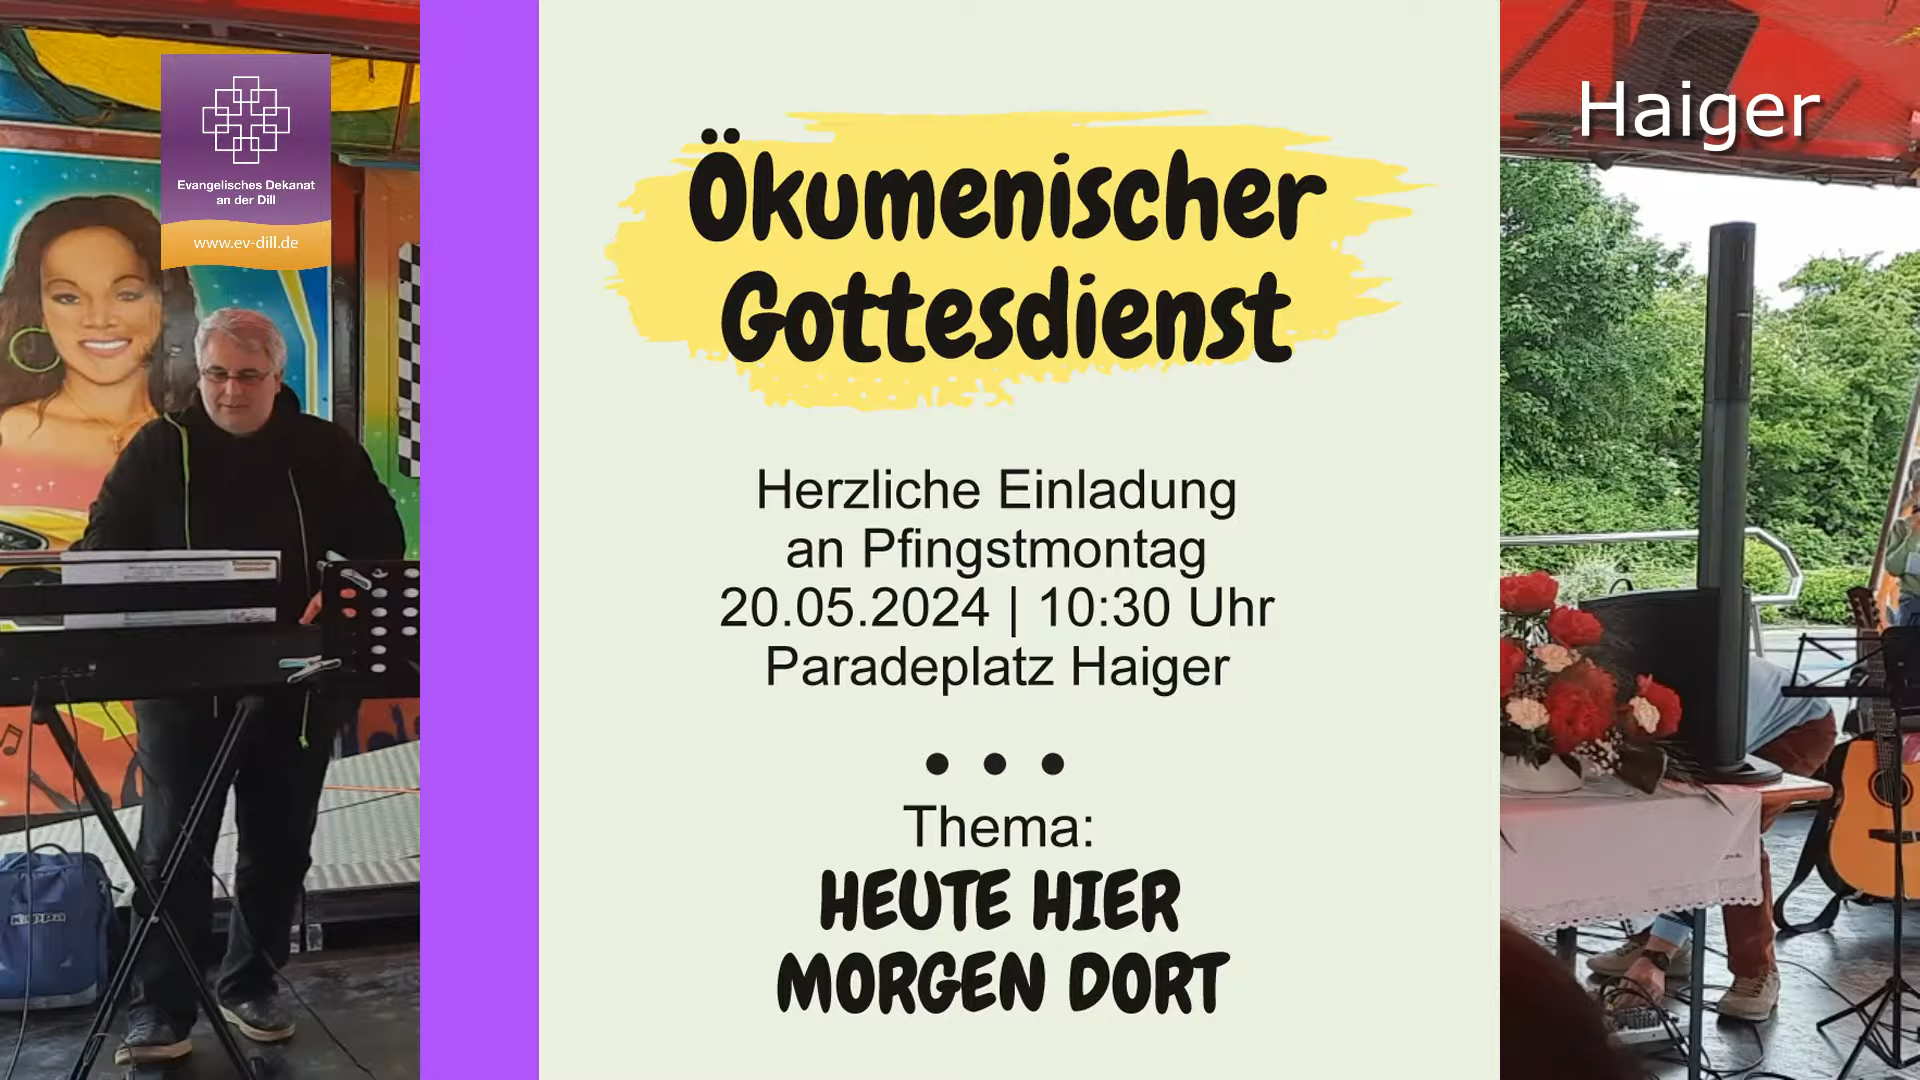 Evangelisches Dekanat
an der Dill
www.ev-dill.de
Haiger
Ökumenischer
Gottesdienst
Herzliche Einladung
an Pfingstmontag
20.05.2024 | 10:30 Uhr
Paradeplatz Haiger
Thema:
HEUTE HIER
MORGEN DORT
kappa